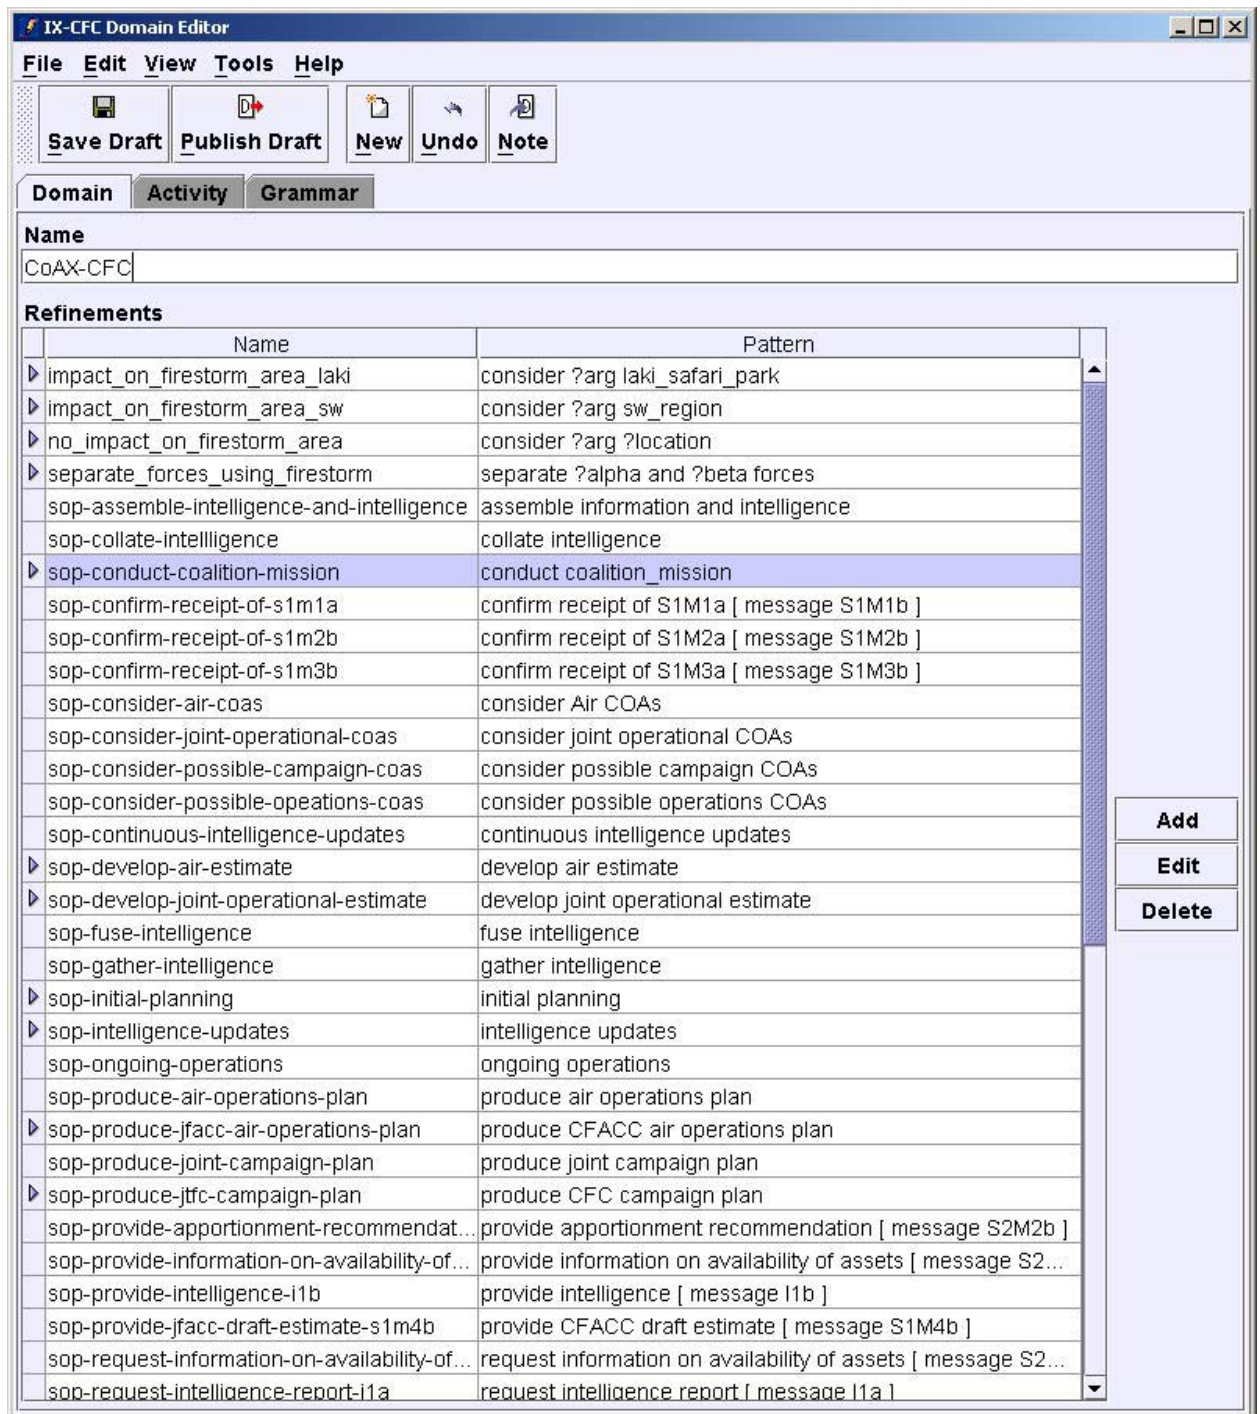 IX-CFC Domain Editor
File Edit View Tools Help
Save Draft Publish Draft New Undo Note
Domain Activity Grammar
Name
CoAX-CFC
Refinements
Name Pattern
impact_on_firestorm_area_laki consider ?arg laki_safari_park
impact_on_firestorm_area_sw consider ?arg sw_region
no_impact_on_firestorm_area consider ?arg ?location
separate_forces_using_firestorm separate ?alpha and ?beta forces
sop-assemble-intelligence-and-intelligence assemble information and intelligence
sop-collate-intellligence collate intelligence
sop-conduct-coalition-mission conduct coalition_mission
sop-confirm-receipt-of-s1m1a confirm receipt of S1M1a [ message S1M1b ]
sop-confirm-receipt-of-s1m2b confirm receipt of S1M2a [ message S1M2b ]
sop-confirm-receipt-of-s1m3b confirm receipt of S1M3a [ message S1M3b ]
sop-consider-air-coas consider Air COAs
sop-consider-joint-operational-coas consider joint operational COAs
sop-consider-possible-campaign-coas consider possible campaign COAs
sop-consider-possible-opeations-coas consider possible operations COAs
sop-continuous-intelligence-updates continuous intelligence updates
Add
sop-develop-air-estimate develop air estimate
Edit
sop-develop-joint-operational-estimate develop joint operational estimate
Delete
sop-fuse-intelligence fuse intelligence
sop-gather-intelligence gather intelligence
sop-initial-planning initial planning
sop-intelligence-updates intelligence updates
sop-ongoing-operations ongoing operations
sop-produce-air-operations-plan produce air operations plan
sop-produce-jfacc-air-operations-plan produce CFACC air operations plan
sop-produce-joint-campaign-plan produce joint campaign plan
sop-produce-jtfc-campaign-plan produce CFC campaign plan
sop-provide-apportionment-recommendat... provide apportionment recommendation [ message S2M2b ]
sop-provide-information-on-availability-of... provide information on availability of assets [ message S2...
sop-provide-intelligence-i1b provide intelligence [ message I1b ]
sop-provide-jfacc-draft-estimate-s1m4b provide CFACC draft estimate [ message S1M4b ]
sop-request-information-on-availability-of... request information on availability of assets [ message S2...
sop-request-intelligence-report-i1a request intelligence report [ message I1a ]